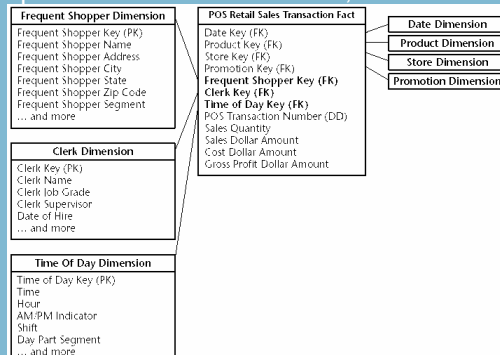 Frequent Shopper Dimension
Frequent Shopper Key (PK)
Frequent Shopper Name
Frequent Shopper Address
Frequent Shopper City
Frequent Shopper State
Frequent Shopper Zip Code
Frequent Shopper Segment
... and more
Clerk Dimension
Clerk Key (PK)
Clerk Name
Clerk Job Grade
Clerk Supervisor
Date of Hire
... and more
Time Of Day Dimension
Time of Day Key (PK)
Time
Hour
AM/PM Indicator
Shift
Day Part Segment
... and more
POS Retail Sales Transaction Fact
Date Key (FK)
Product Key (FK)
Store Key (FK)
Promotion Key (FK)
Frequent Shopper Key (FK)
Clerk Key (FK)
Time of Day Key (FK)
POS Transaction Number (DD)
Sales Quantity
Sales Dollar Amount
Cost Dollar Amount
Gross Profit Dollar Amount
Date Dimension
Product Dimension
Store Dimension
Promotion Dimension